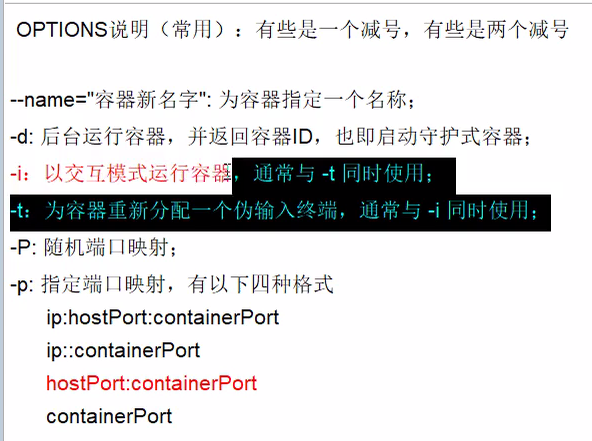 OPTIONS说明（常用）：有些是一个减号，有些是两个减号
--name="容器新名字": 为容器指定一个名称；
-d: 后台运行容器，并返回容器ID，也即启动守护式容器；
-i：以交互模式运行容器，通常与 -t 同时使用；
-t：为容器重新分配一个伪输入终端，通常与 -i 同时使用；
-P: 随机端口映射；
-p: 指定端口映射，有以下四种格式
ip:hostPort:containerPort
ip::containerPort
hostPort:containerPort
containerPort